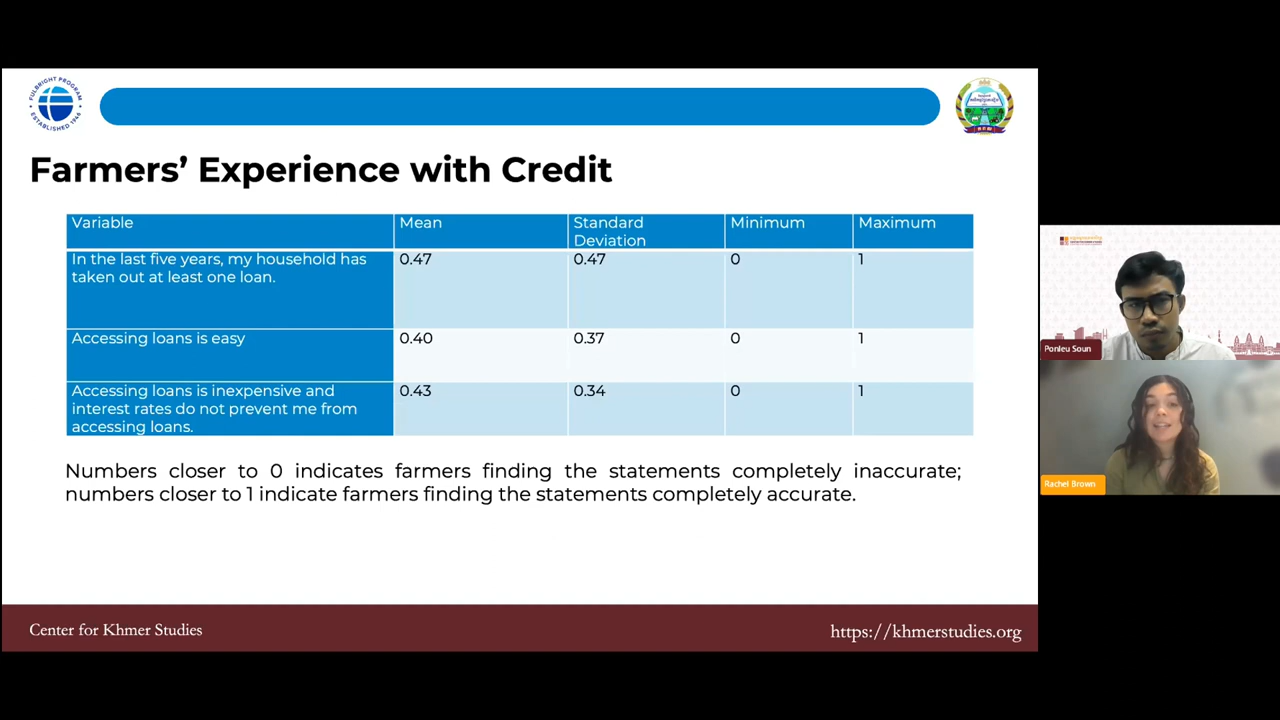 FULBRIGHT PROGRAM
ESTABLISHED 1946
Farmers' Experience with Credit
Variable
Mean
Standard
Deviation
Minimum
Maximum
In the last five years, my household has
taken out at least one loan.
0.47
0.47
0
1
Accessing loans is easy
0.40
0.37
0
1
Accessing loans is inexpensive and
interest rates do not prevent me from
accessing loans.
0.43
0.34
0
1
Numbers closer to 0 indicates farmers finding the statements completely inaccurate;
numbers closer to 1 indicate farmers finding the statements completely accurate.
Center for Khmer Studies
https://khmerstudies.org
Ponleu Soun
Rachel Brown